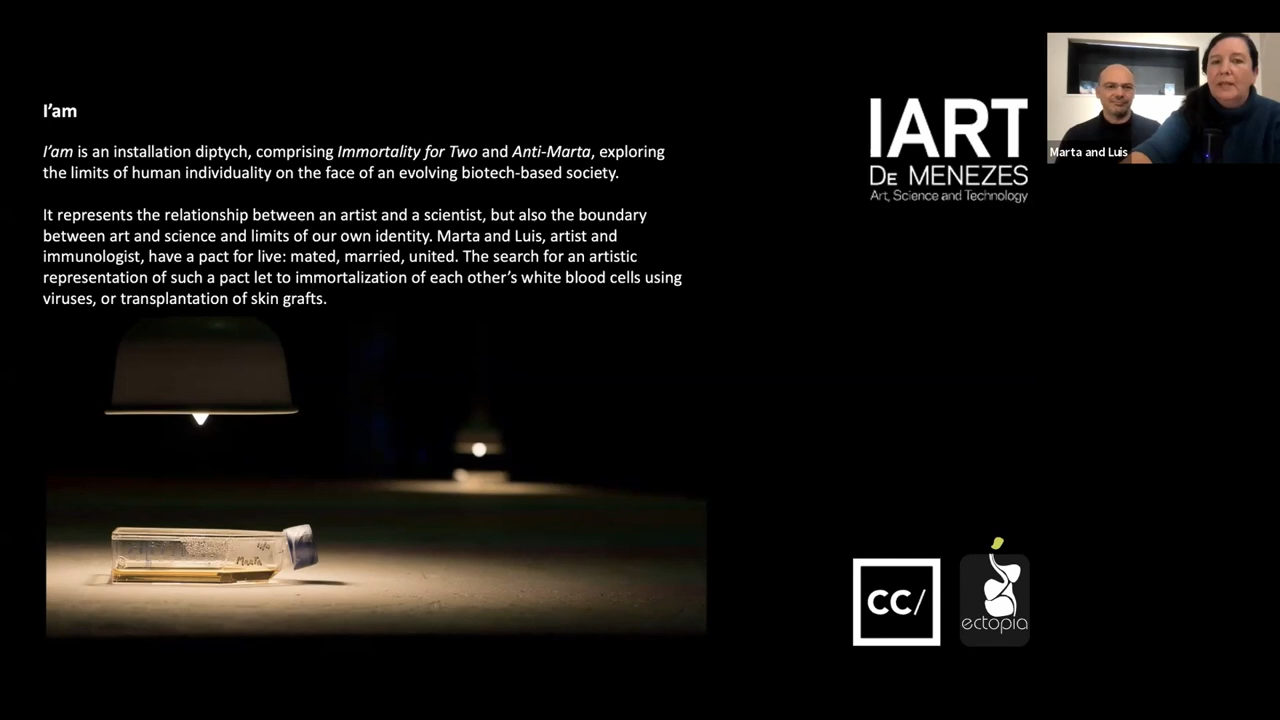 I'am
I'am is an installation diptych, comprising Immortality for Two and Anti-Marta, exploring
the limits of human individuality on the face of an evolving biotech-based society.
It represents the relationship between an artist and a scientist, but also the boundary
between art and science and limits of our own identity. Marta and Luis, artist and
immunologist, have a pact for live: mated, married, united. The search for an artistic
representation of such a pact let to immortalization of each other's white blood cells using
viruses, or transplantation of skin grafts.
IART
DE MENEZES
Art, Science and Technology
Marta and Luis
MARTA
CC/
ectopia